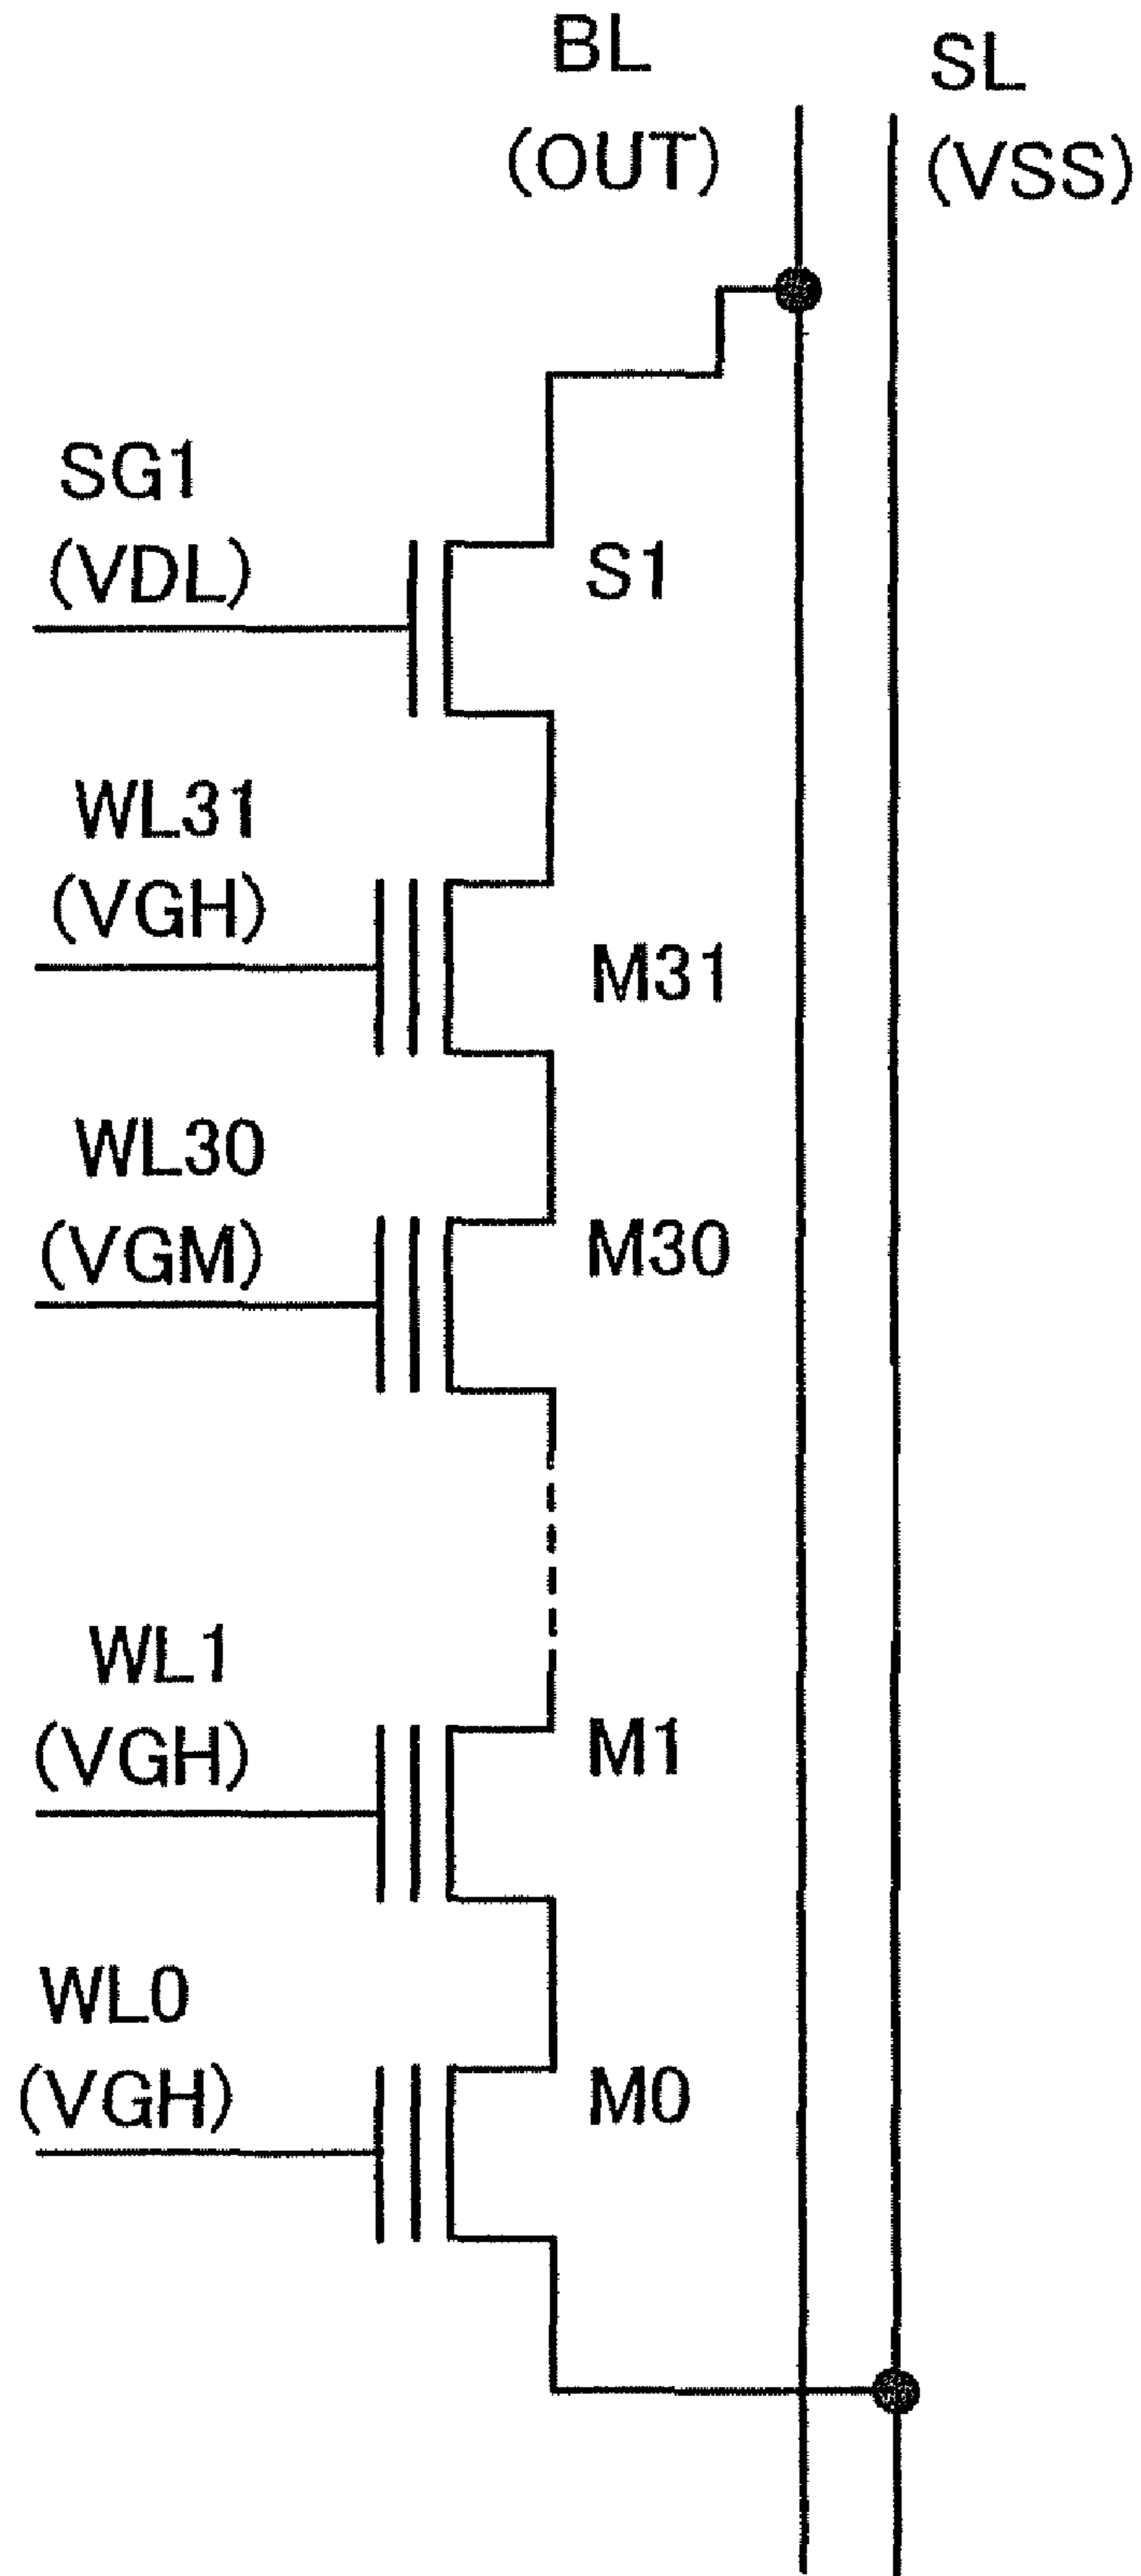 BL
(OUT)
SL
(VSS)
SG1
(VDL)
S1
WL31
(VGH)
M31
WL30
(VGM)
M30
WL1
(VGH)
M1
WL0
(VGH)
M0